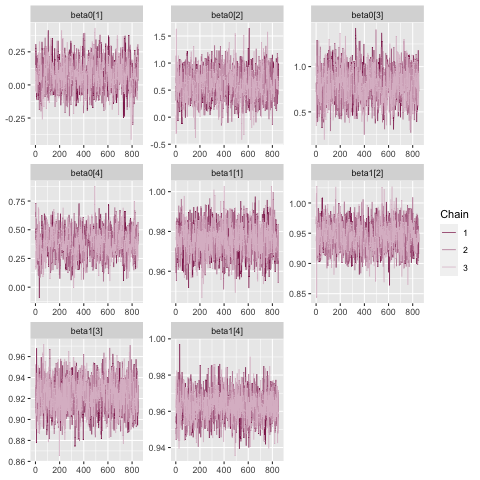 beta0[1] beta0[2] beta0[3]
0.25
0.00
-0.25
0 200 400 600 800
1.5
1.0
0.5
0.0
-0.5
0 200 400 600 800
1.0
0.5
0 200 400 600 800
beta0[4] beta1[1] beta1[2]
0.75
0.50
0.25
0.00
0 200 400 600 800
1.00
0.98
0.96
0 200 400 600 800
1.00
0.95
0.90
0.85
0 200 400 600 800
Chain
1
2
3
beta1[3] beta1[4]
0.96
0.94
0.92
0.90
0.88
0.86
0 200 400 600 800
1.00
0.98
0.96
0.94
0 200 400 600 800